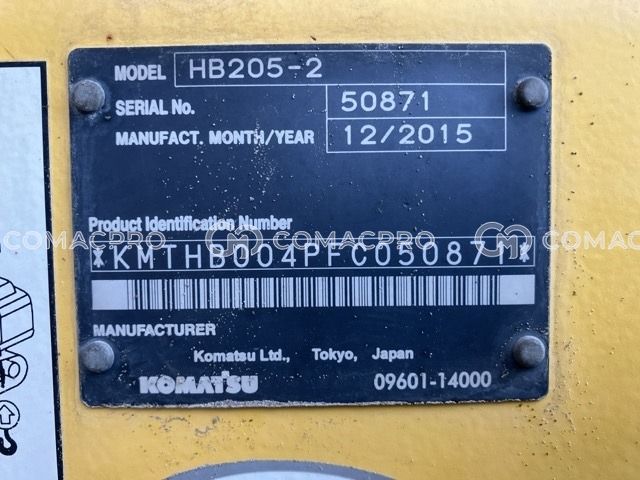 MODEL HB205-2
SERIAL No. 50871
MANUFACT. MONTH/YEAR 12/2015
Product Identification Number
COMACPRO COMACPRO COMACPRO
*KMTHB004PFC050871*
MANUFACTURER
Komatsu Ltd., Tokyo, Japan
KOMATSU 09601-14000